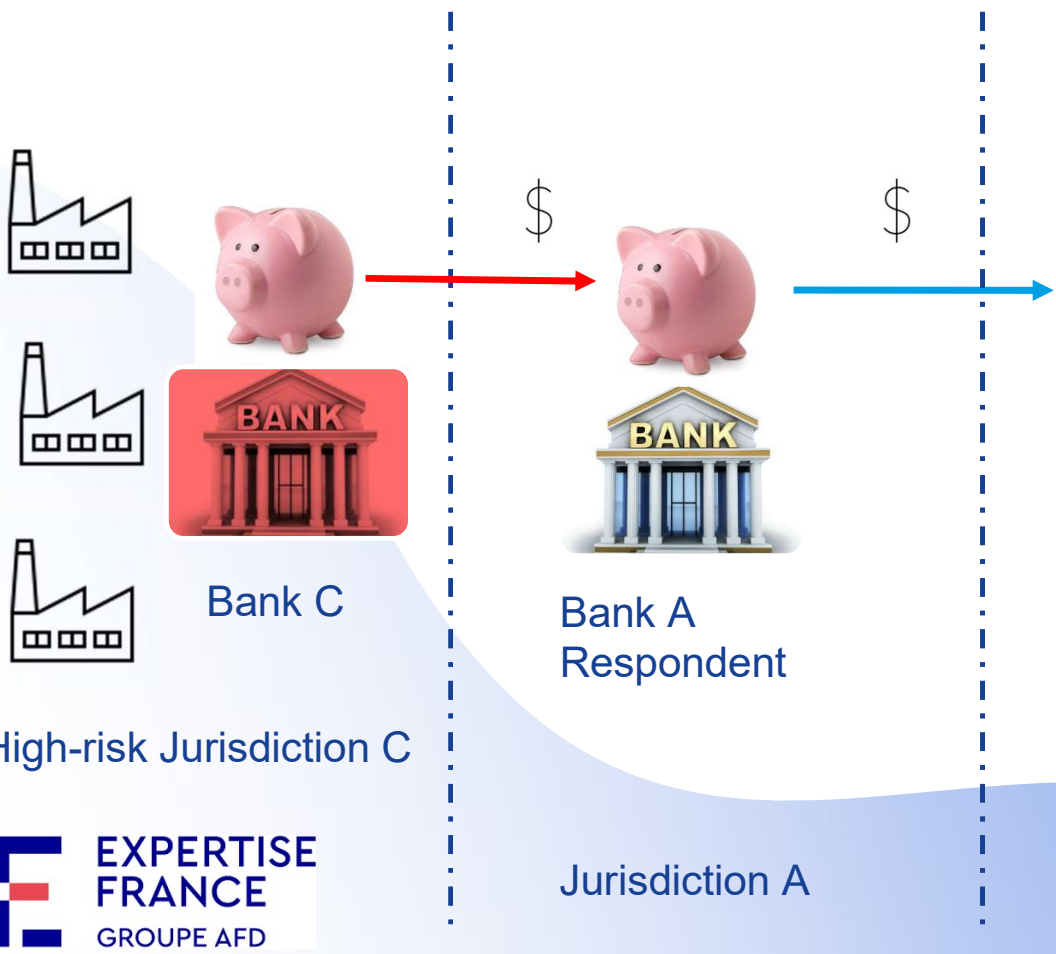 $
$
BANK
BANK
Bank C
Bank A
Respondent
High-risk Jurisdiction C
Jurisdiction A
EXPERTISE
FRANCE
GROUPE AFD